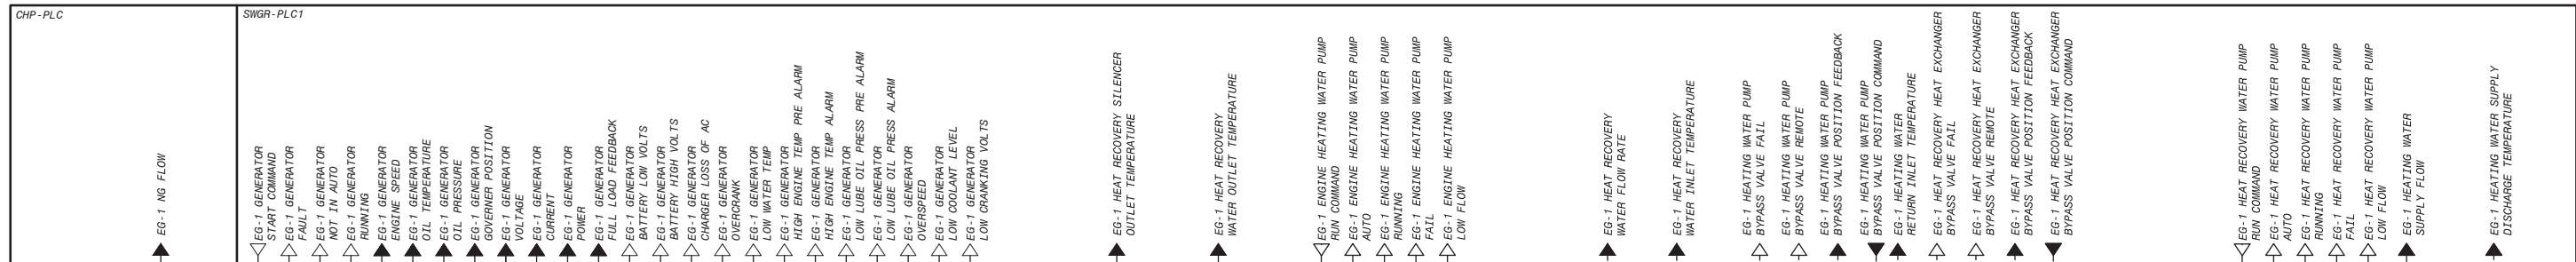 CHP-PLC
SWGR-PLC1
EG-1 NG FLOW
EG-1 GENERATOR
START COMMAND
EG-1 GENERATOR
FAULT
EG-1 GENERATOR
NOT IN AUTO
EG-1 GENERATOR
RUNNING
EG-1 GENERATOR
ENGINE SPEED
EG-1 GENERATOR
OIL TEMPERATURE
EG-1 GENERATOR
OIL PRESSURE
EG-1 GENERATOR
GOVERNER POSITION
EG-1 GENERATOR
VOLTAGE
EG-1 GENERATOR
CURRENT
EG-1 GENERATOR
POWER
EG-1 GENERATOR
FULL LOAD FEEDBACK
EG-1 GENERATOR
BATTERY LOW VOLTS
EG-1 GENERATOR
BATTERY HIGH VOLTS
EG-1 GENERATOR
CHARGER LOSS OF AC
EG-1 GENERATOR
OVERCRANK
EG-1 GENERATOR
LOW WATER TEMP
EG-1 GENERATOR
HIGH ENGINE TEMP PRE ALARM
EG-1 GENERATOR
HIGH ENGINE TEMP ALARM
EG-1 GENERATOR
LOW LUBE OIL PRESS PRE ALARM
EG-1 GENERATOR
LOW LUBE OIL PRESS ALARM
EG-1 GENERATOR
OVERSPEED
EG-1 GENERATOR
LOW COOLANT LEVEL
EG-1 GENERATOR
LOW CRANKING VOLTS
EG-1 HEAT RECOVERY SILENCER
OUTLET TEMPERATURE
EG-1 HEAT RECOVERY
WATER OUTLET TEMPERATURE
EG-1 ENGINE HEATING WATER PUMP
RUN COMMAND
EG-1 ENGINE HEATING WATER PUMP
AUTO
EG-1 ENGINE HEATING WATER PUMP
RUNNING
EG-1 ENGINE HEATING WATER PUMP
FAIL
EG-1 ENGINE HEATING WATER PUMP
LOW FLOW
EG-1 HEAT RECOVERY
WATER FLOW RATE
EG-1 HEAT RECOVERY
WATER INLET TEMPERATURE
EG-1 HEATING WATER PUMP
BYPASS VALVE FAIL
EG-1 HEATING WATER PUMP
BYPASS VALVE REMOTE
EG-1 HEATING WATER PUMP
BYPASS VALVE POSITION FEEDBACK
EG-1 HEATING WATER PUMP
BYPASS VALVE POSITION COMMAND
EG-1 HEATING WATER
RETURN INLET TEMPERATURE
EG-1 HEAT RECOVERY HEAT EXCHANGER
BYPASS VALVE FAIL
EG-1 HEAT RECOVERY HEAT EXCHANGER
BYPASS VALVE REMOTE
EG-1 HEAT RECOVERY HEAT EXCHANGER
BYPASS VALVE POSITION FEEDBACK
EG-1 HEAT RECOVERY HEAT EXCHANGER
BYPASS VALVE POSITION COMMAND
EG-1 HEAT RECOVERY WATER PUMP
RUN COMMAND
EG-1 HEAT RECOVERY WATER PUMP
AUTO
EG-1 HEAT RECOVERY WATER PUMP
RUNNING
EG-1 HEAT RECOVERY WATER PUMP
FAIL
EG-1 HEAT RECOVERY WATER PUMP
LOW FLOW
EG-1 HEATING WATER
SUPPLY FLOW
EG-1 HEATING WATER SUPPLY
DISCHARGE TEMPERATURE